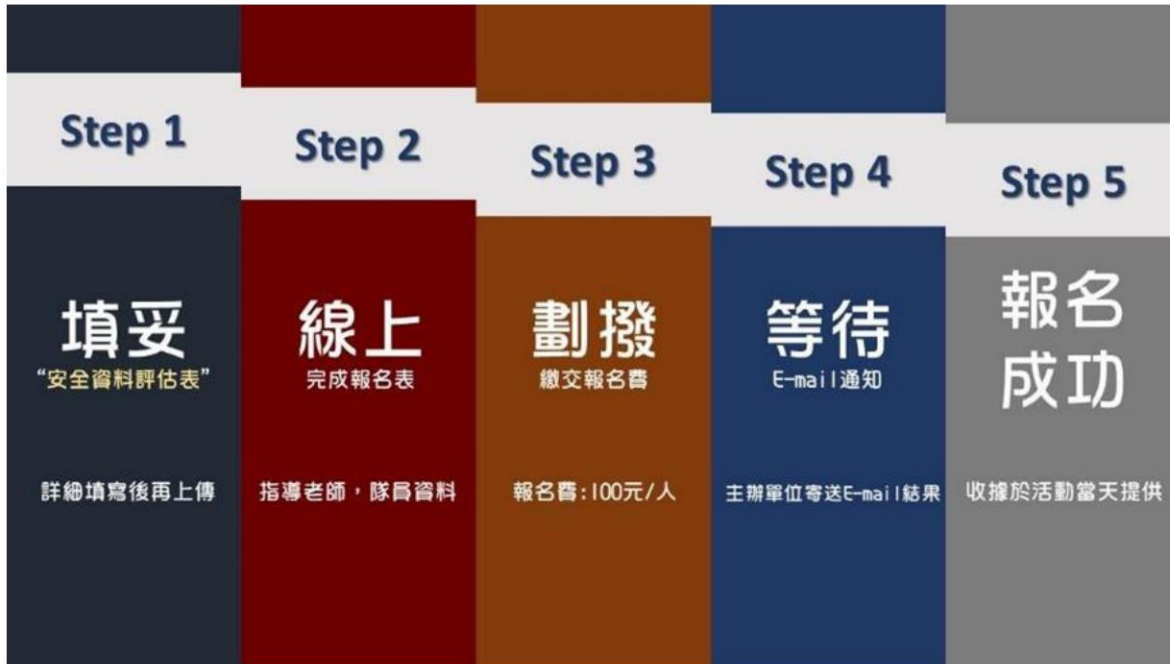 Step 1
填妥
“安全資料評估表”
詳細填寫後再上傳
Step 2
線上
完成報名表
指導老師，隊員資料
Step 3
劃撥
繳交報名費
報名費:100元/人
Step 4
等待
E-mail通知
主辦單位寄送E-mail結果
Step 5
報名
成功
收據於活動當天提供